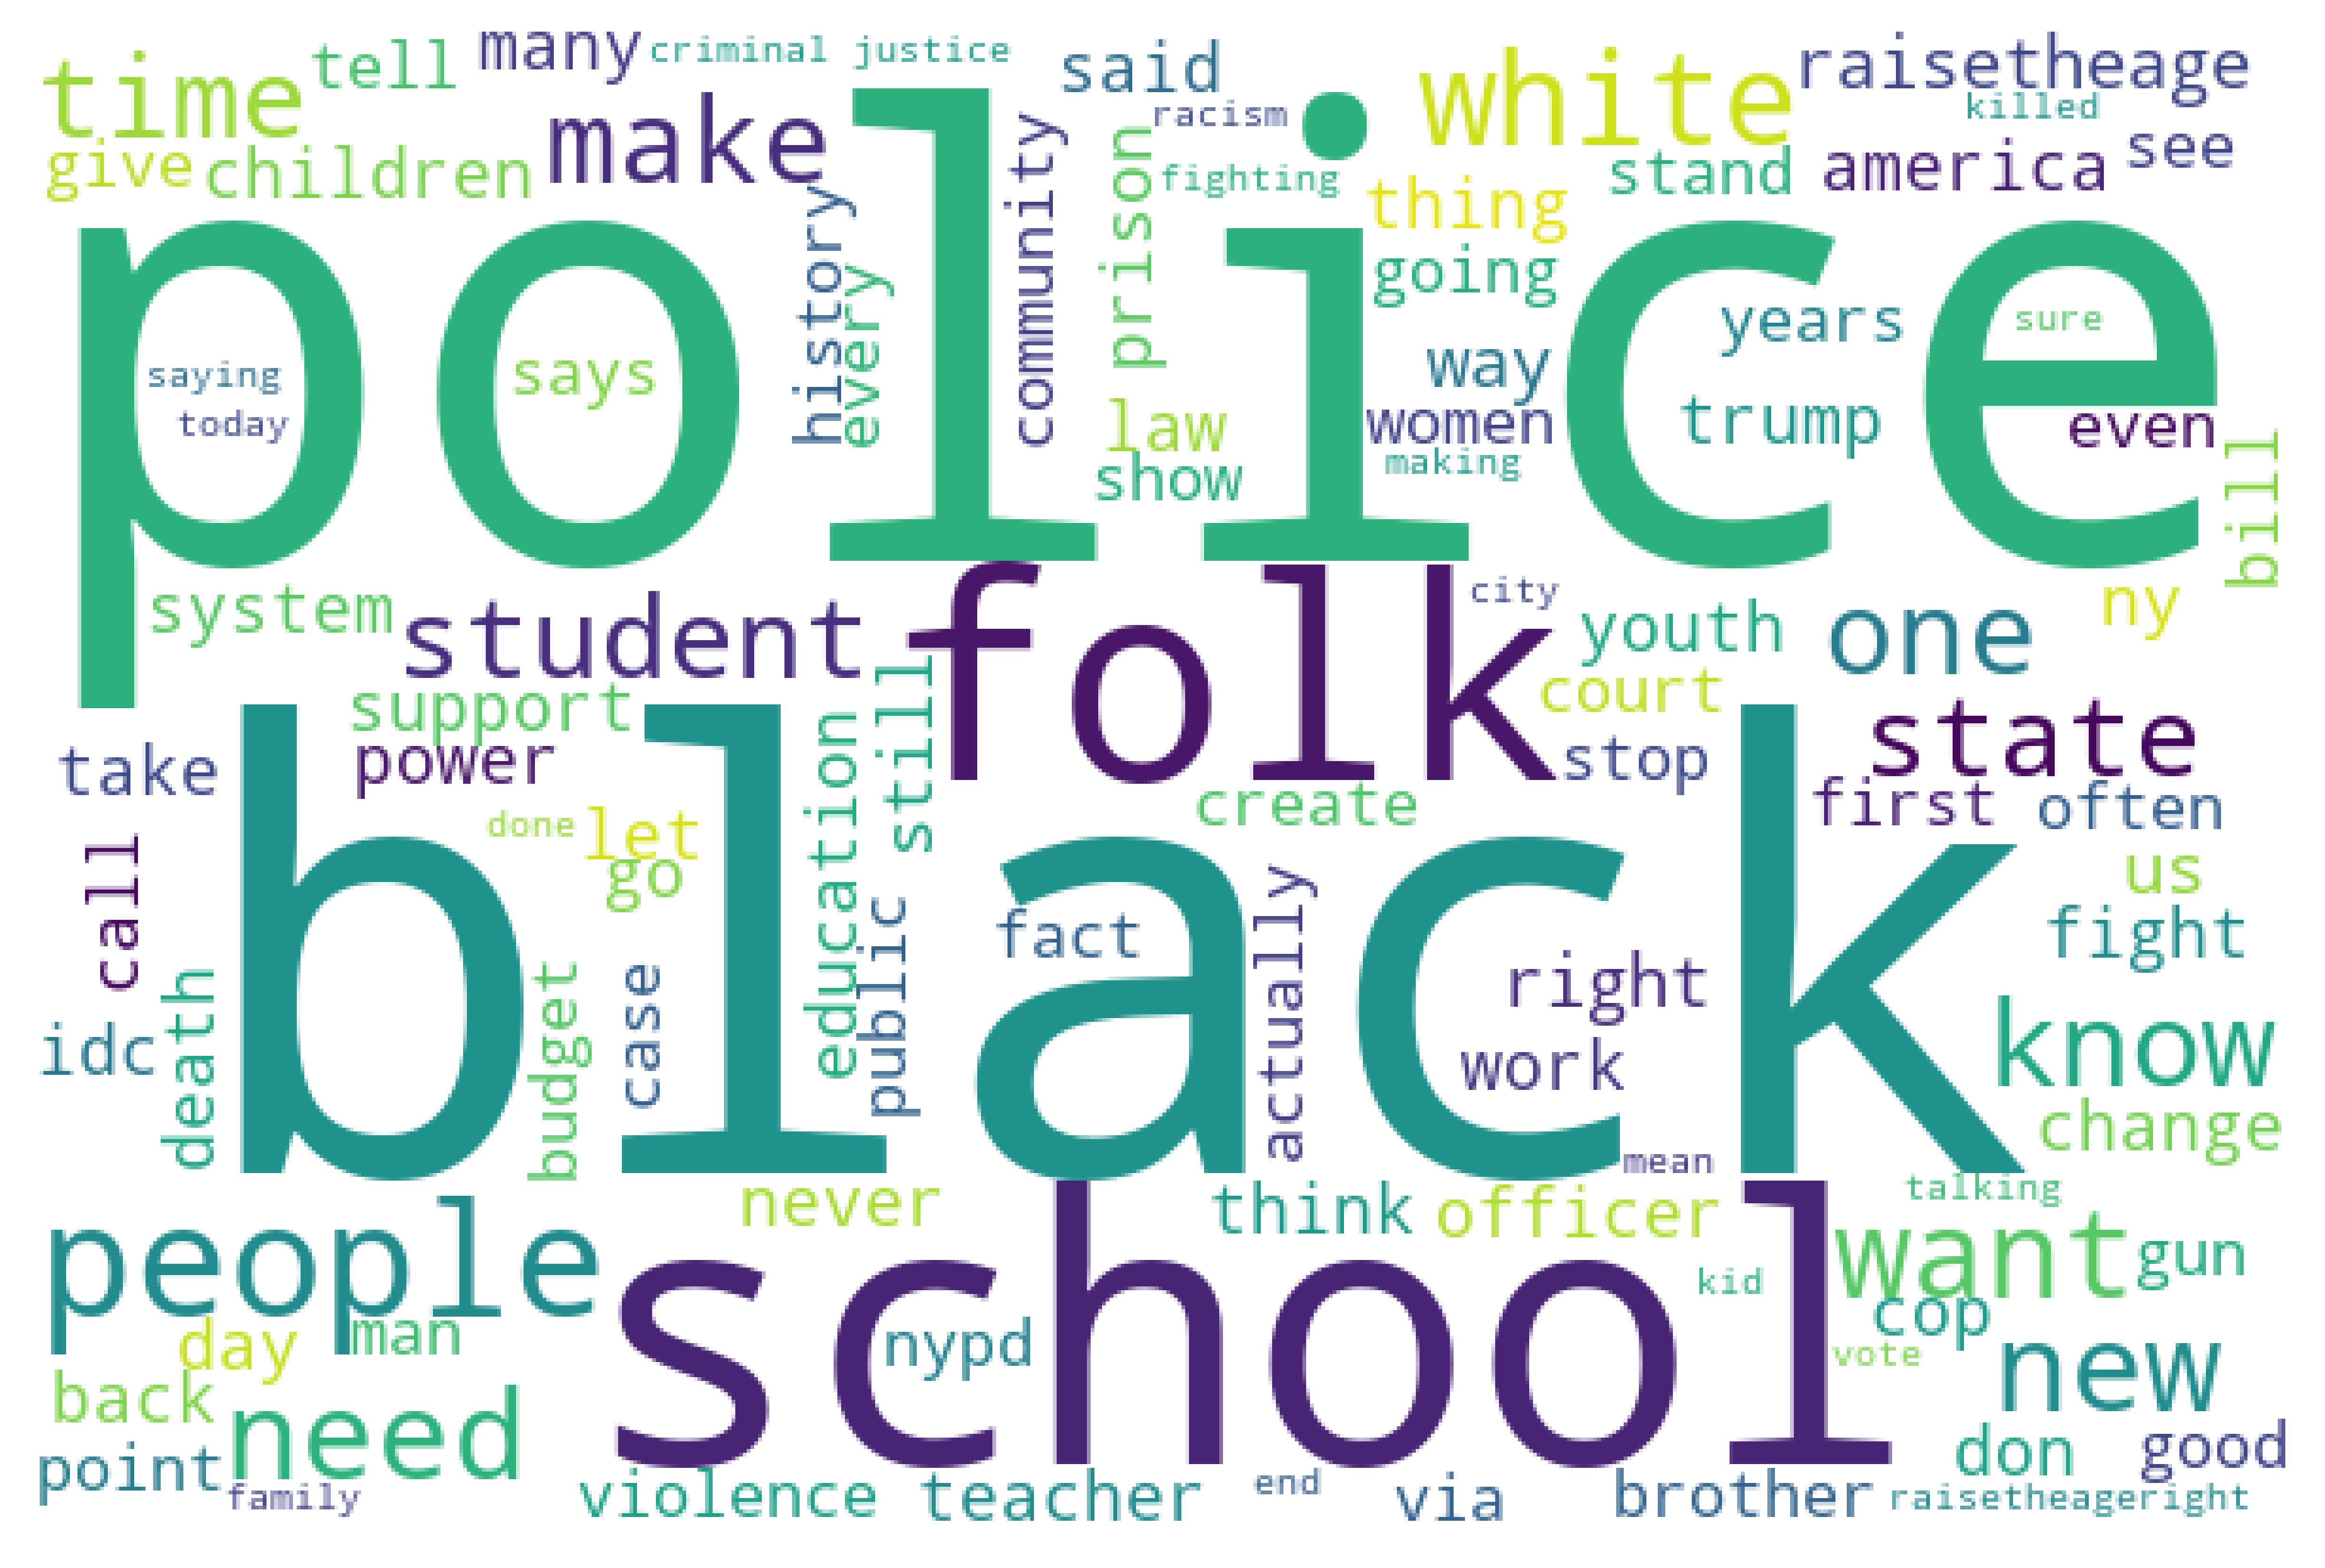 time
tell
many
criminal justice
said
white
raisetheage
killed
give
children
make
racism
fighting
stand
america
see
thing
police
history
every
community
prison
going
years
sure
saying
today
says
way
women
making
law
show
trump
even
bill
system
student
folk
city
youth
one
ny
support
power
still
court
stop
state
take
create
first
often
call
done
let
go
education
black
us
fight
fact
actually
public
right
work
idc
death
budget
case
know
change
mean
people
never
think
officer
talking
school
want
gun
kid
cop
day
man
nypd
vote
new
back
need
point
family
don
good
violence
teacher
end
via
brother
raisetheageright